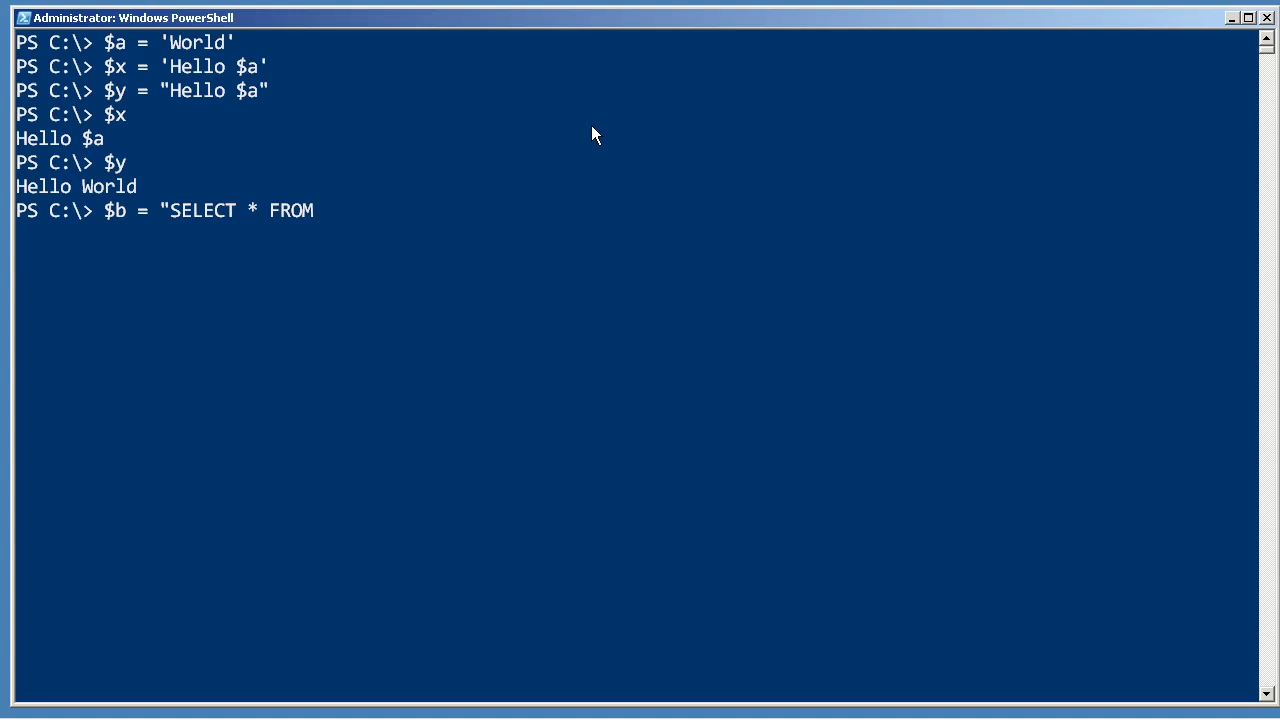 Administrator: Windows PowerShell
PS C:\> $a = 'World'
PS C:\> $x = 'Hello $a'
PS C:\> $y = "Hello $a"
PS C:\> $x
Hello $a
PS C:\> $y
Hello World
PS C:\> $b = "SELECT * FROM